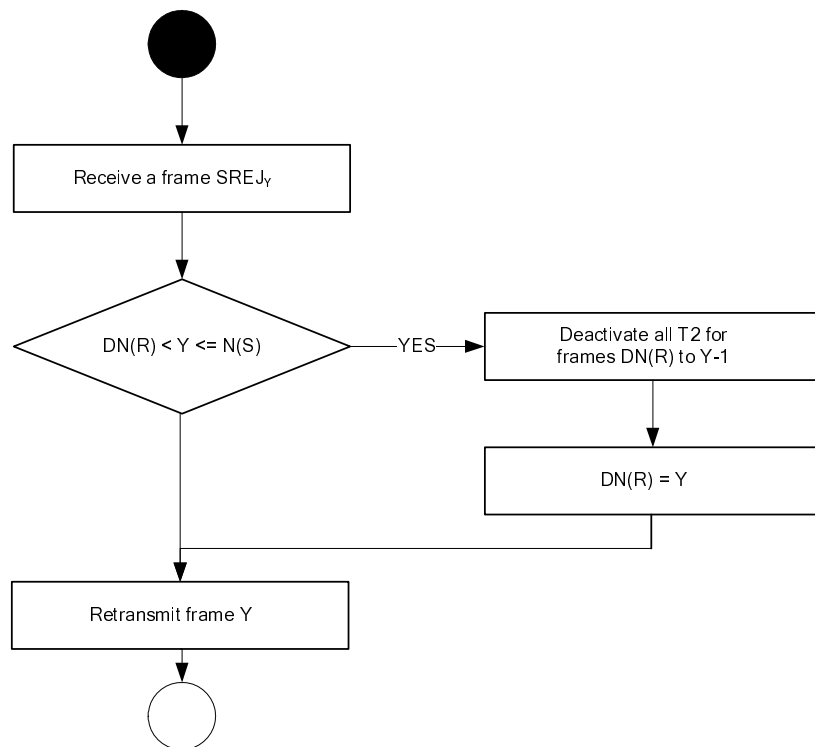 Receive a frame SREJY
DN(R) < Y <= N(S)
YES
Deactivate all T2 for
frames DN(R) to Y-1
DN(R) = Y
Retransmit frame Y